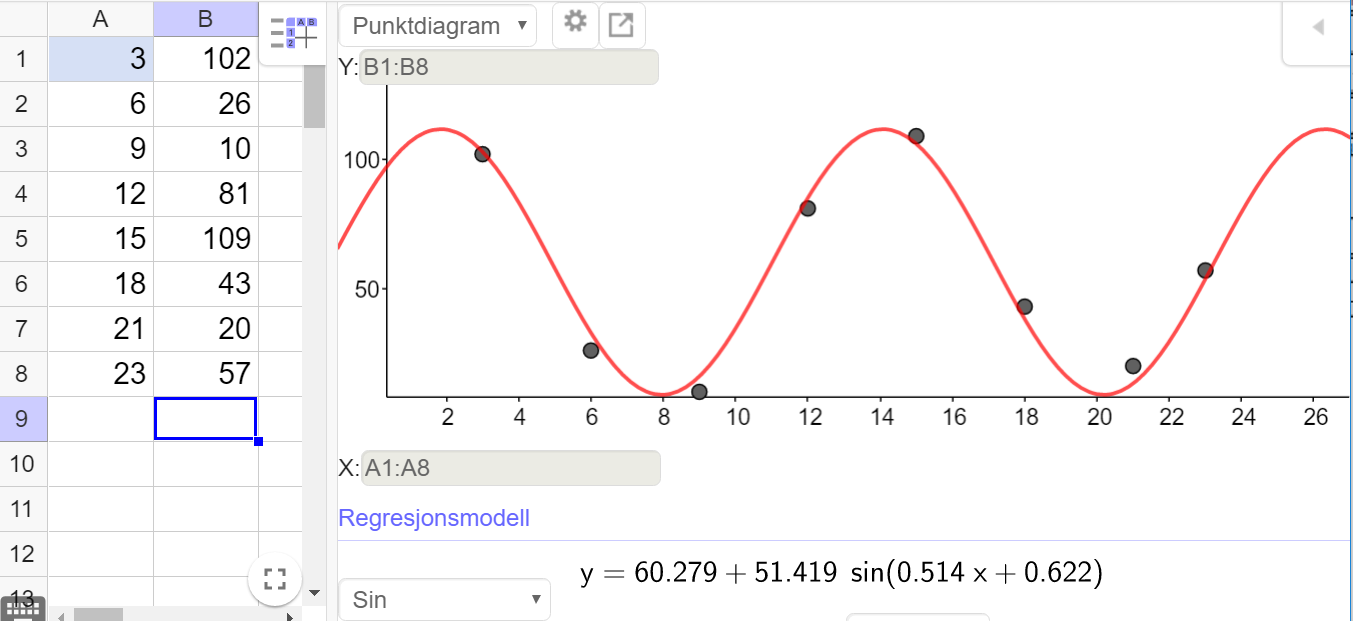 A B
Punktdiagram
Y: B1:B8
1 3 102
2 6 26
3 9 10
4 12 81
5 15 109
6 18 43
7 21 20
8 23 57
9
10
11
12
13
100
50
2 4 6 8 10 12 14 16 18 20 22 24 26
X: A1:A8
Regresjonsmodell
y = 60.279 + 51.419 sin(0.514 x + 0.622)
Sin